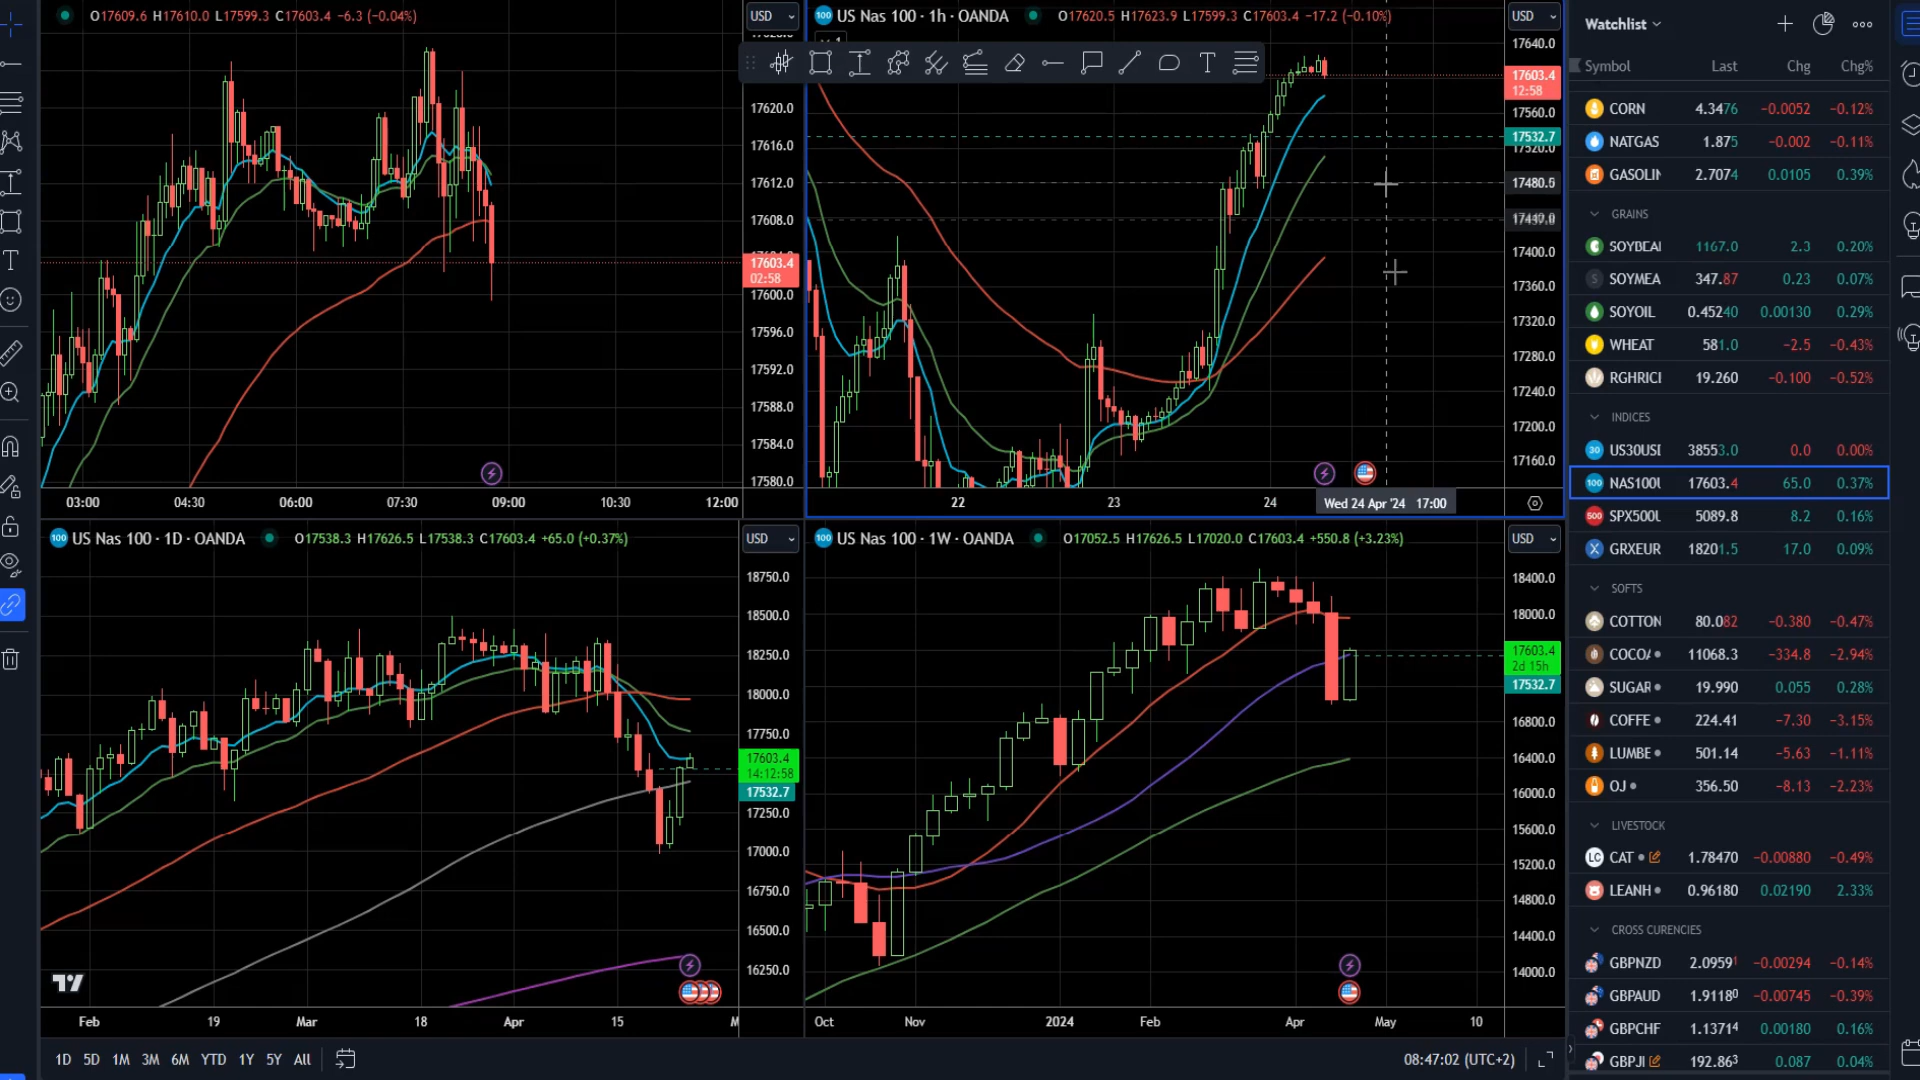 O17609.6 H17610.0 L17599.3 C17603.4 −6.3 (−0.04%)
USD
17620.0
17616.0
17612.0
17608.0
17603.4
02:58
17600.0
17596.0
17592.0
17588.0
17584.0
17580.0
03:00 04:30 06:00 07:30 09:00 10:30 12:00
100 US Nas 100 · 1h · OANDA O17620.5 H17623.9 L17599.3 C17603.4 −17.2 (−0.10%)
USD
17640.0
17603.4
12:58
17560.0
17532.7
17520.0
17480.5
17400.0
17360.0
17320.0
17280.0
17240.0
17200.0
17160.0
22 23 24 Wed 24 Apr '24 17:00
100 US Nas 100 · 1D · OANDA O17538.3 H17626.5 L17538.3 C17603.4 +65.0 (+0.37%)
USD
18750.0
18500.0
18250.0
18000.0
17750.0
17603.4
14:12:58
17532.7
17250.0
17000.0
16750.0
16500.0
16250.0
Feb 19 Mar 18 Apr 15 M
100 US Nas 100 · 1W · OANDA O17052.5 H17626.5 L17020.0 C17603.4 +550.8 (+3.23%)
USD
18400.0
18000.0
17603.4
2d 15h
17532.7
16800.0
16400.0
16000.0
15600.0
15200.0
14800.0
14400.0
14000.0
Oct Nov 2024 Feb Apr May 10
1D 5D 1M 3M 6M YTD 1Y 5Y All
08:47:02 (UTC+2)
Watchlist
Symbol Last Chg Chg%
CORN 4.3476 −0.0052 −0.12%
NATGAS 1.875 −0.002 −0.11%
GASOLIN 2.7074 0.0105 0.39%
GRAINS
SOYBEAI 1167.0 2.3 0.20%
SOYMEA 347.87 0.23 0.07%
SOYOIL 0.45240 0.00130 0.29%
WHEAT 581.0 −2.5 −0.43%
RGHRICI 19.260 −0.100 −0.52%
INDICES
30 US30USI 38553.0 0.0 0.00%
100 NAS100U 17603.4 65.0 0.37%
500 SPX500U 5089.8 8.2 0.16%
X GRXEUR 18201.5 17.0 0.09%
SOFTS
COTTON 80.082 −0.380 −0.47%
COCO 11068.3 −334.8 −2.94%
SUGAR 19.990 0.055 0.28%
COFFE 224.41 −7.30 −3.15%
LUMBE 501.14 −5.63 −1.11%
OJ 356.50 −8.13 −2.23%
LIVESTOCK
LC CAT 1.78470 −0.00880 −0.49%
LEANH 0.96180 0.02190 2.33%
CROSS CURENCIES
GBPNZD 2.09591 −0.00294 −0.14%
GBPAUD 1.91180 −0.00745 −0.39%
GBPCHF 1.13714 0.00180 0.16%
GBPJI 192.863 0.087 0.04%